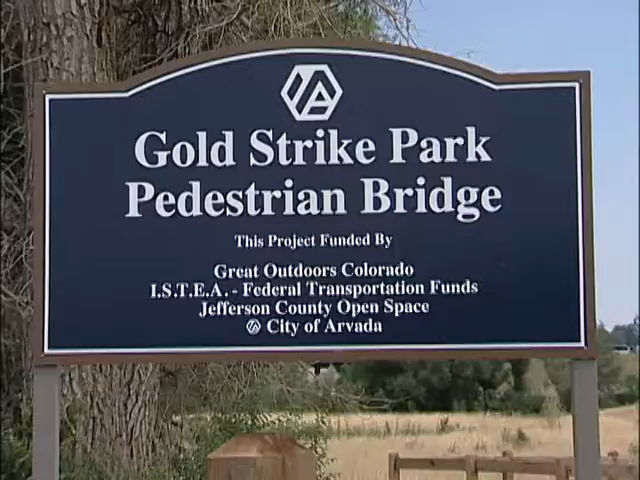 Gold Strike Park
Pedestrian Bridge
This Project Funded By
Great Outdoors Colorado
I.S.T.E.A. - Federal Transportation Funds
Jefferson County Open Space
City of Arvada